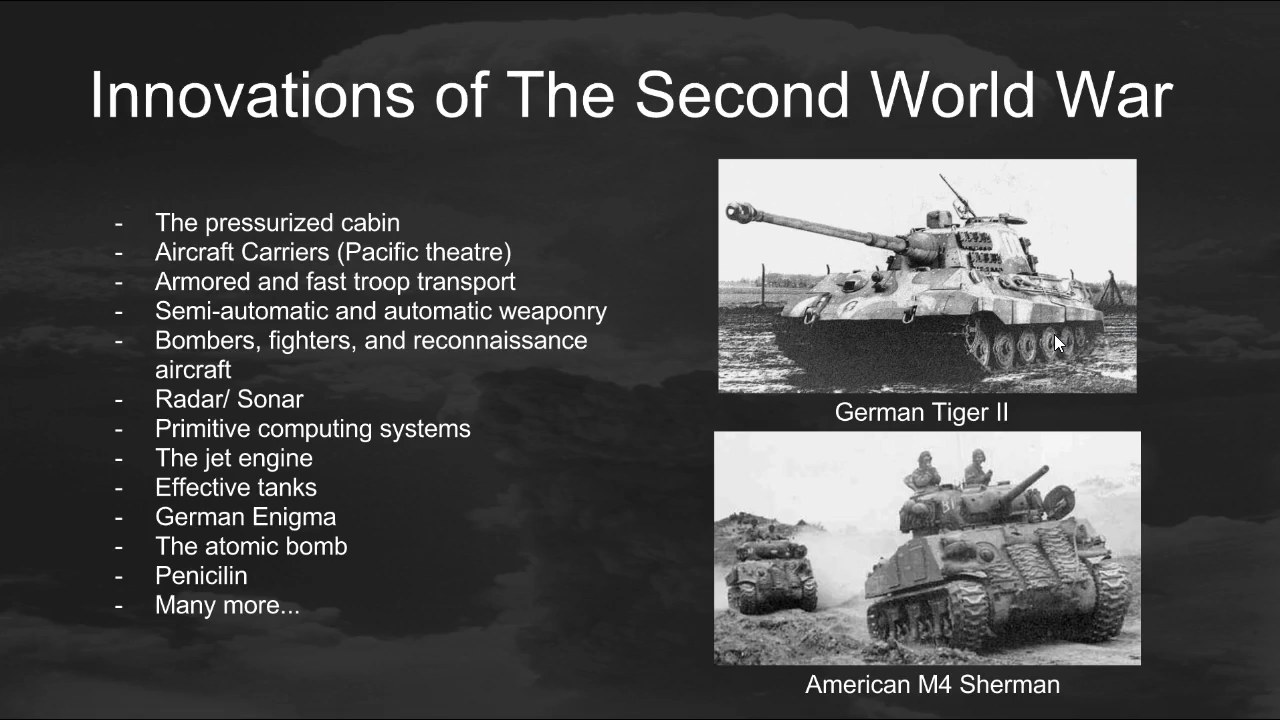 Innovations of The Second World War
- The pressurized cabin
- Aircraft Carriers (Pacific theatre)
- Armored and fast troop transport
- Semi-automatic and automatic weaponry
- Bombers, fighters, and reconnaissance
aircraft
- Radar/ Sonar
- Primitive computing systems
- The jet engine
- Effective tanks
- German Enigma
- The atomic bomb
- Penicilin
- Many more...
German Tiger II
American M4 Sherman